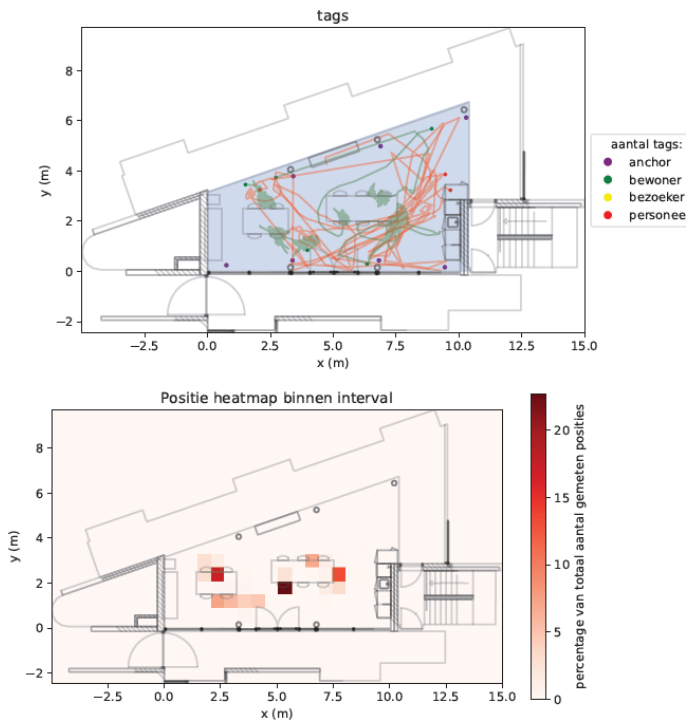 tags
8
6
4
2
0
−2
y (m)
−2.5
0.0
2.5
5.0
7.5
10.0
12.5
15.0
x (m)
aantal tags:
anchor
bewoner
bezoeker
personeel
Positie heatmap binnen interval
8
6
4
2
0
−2
y (m)
−2.5
0.0
2.5
5.0
7.5
10.0
12.5
15.0
x (m)
20
15
10
5
0
percentage van totaal aantal gemeten posities